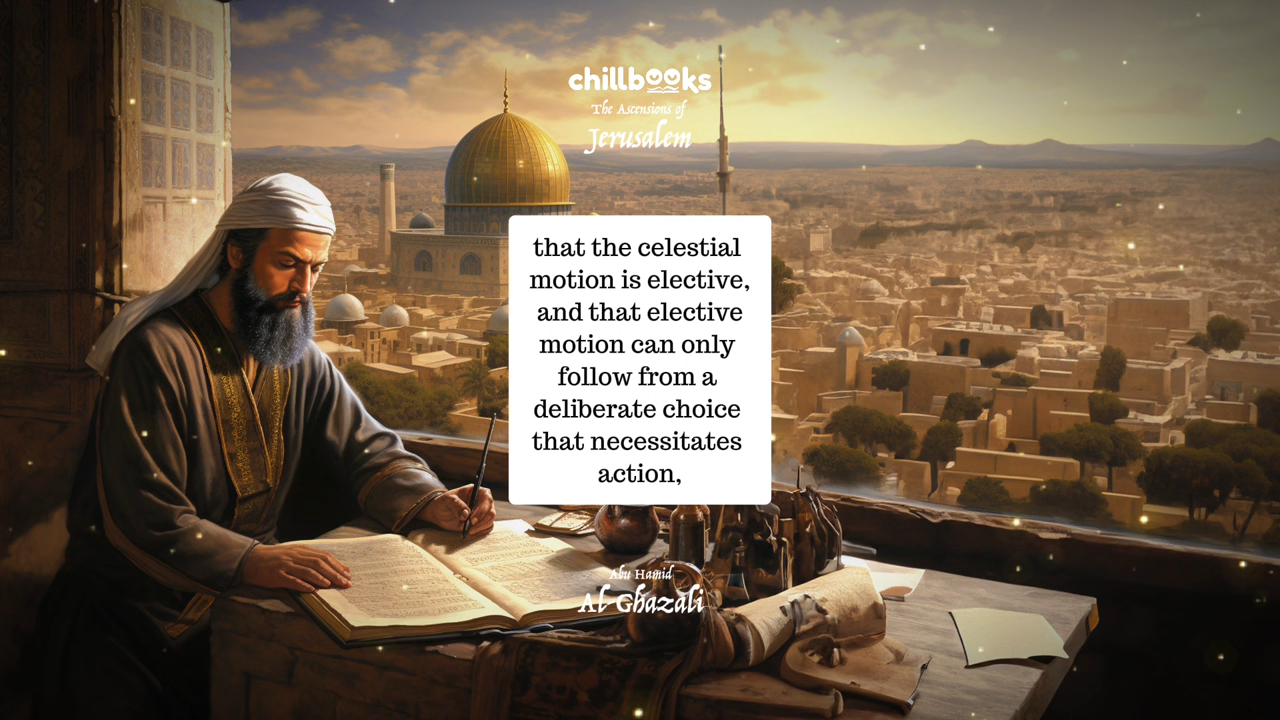 chillbooks
The Ascensions of
Jerusalem
that the celestial
motion is elective,
and that elective
motion can only
follow from a
deliberate choice
that necessitates
action,
Abu Hamid
Al-Ghazali